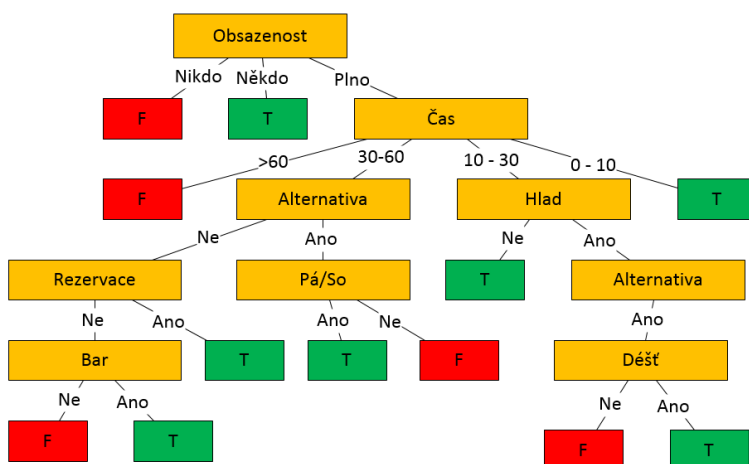 Obsazenost
Nikdo Někdo Plno
F T Čas
>60 30-60 10 - 30 0 - 10
F Alternativa Hlad T
Ne Ano Ne Ano
Rezervace Pá/So T Alternativa
Ne Ano Ano Ne Ano
Bar T T F Déšť
Ne Ano Ne Ano
F T F T